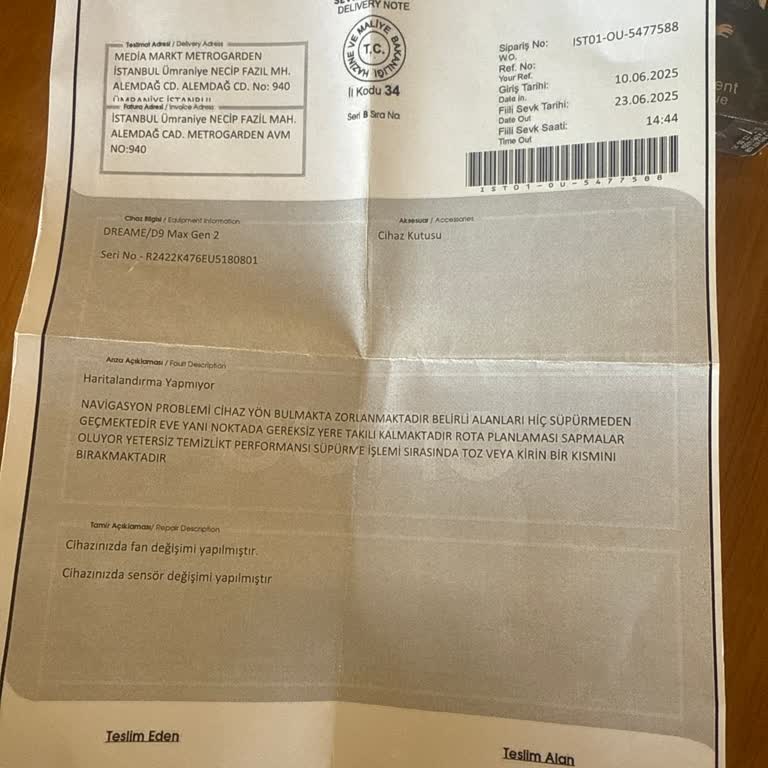 DELIVERY NOTE
Teslimat Adresi / Delivery Adress
MEDİA MARKT METROGARDEN
İSTANBUL Ümraniye NECİP FAZIL MH.
ALEMDAĞ CD. ALEMDAĞ CD. No: 940
ÜMRANİYE İSTANBUL
Fatura Adresi / Invoice Adress
İSTANBUL Ümraniye NECİP FAZIL MAH.
ALEMDAĞ CAD. METROGARDEN AVM
NO:940
HAZİNE VE MALİYE BAKANLIĞI
T.C.
İl Kodu 34
Seri B Sıra No
Sipariş No: IST01-OU-5477588
W.O.
Ref. No:
Your Ref.
Giriş Tarihi: 10.06.2025
Date in.
Fiili Sevk Tarihi: 23.06.2025
Date Out
Fiili Sevk Saati: 14:44
Time Out
IST01-OU-5477588
Cihaz Bilgisi / Equipment Information
DREAME/D9 Max Gen 2
Seri No - R2422K476EU5180801
Aksesuar / Accessories
Cihaz Kutusu
Arıza Açıklaması / Fault Description
Haritalandırma Yapmıyor
NAVİGASYON PROBLEMİ CİHAZ YÖN BULMAKTA ZORLANMAKTADIR BELİRLİ ALANLARI HİÇ SÜPÜRMEDEN
GEÇMEKTEDİR EVE YANI NOKTADA GEREKSİZ YERE TAKILI KALMAKTADIR ROTA PLANLAMASI SAPMALAR
OLUYOR YETERSİZ TEMİZLİKT PERFORMANSI SÜPÜRME İŞLEMİ SIRASINDA TOZ VEYA KİRİN BİR KISMINI
BIRAKMAKTADIR
Tamir Açıklaması/ Repair Description
Cihazınızda fan değişimi yapılmıştır.
Cihazınızda sensör değişimi yapılmıştır
Teslim Eden
Teslim Alan